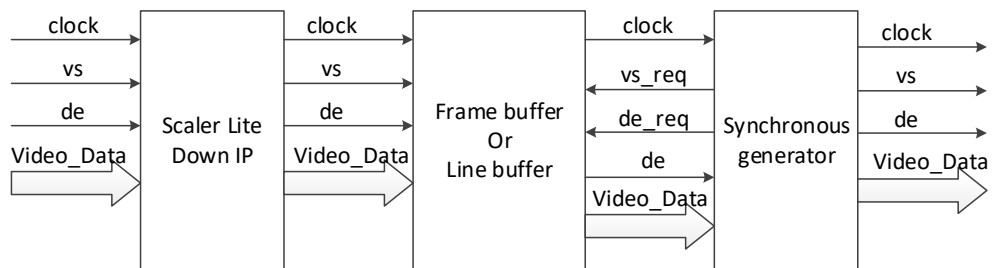 clock
vs
de
Video_Data
Scaler Lite
Down IP
clock
vs
de
Video_Data
Frame buffer
Or
Line buffer
clock
vs_req
de_req
de
Video_Data
Synchronous
generator
clock
vs
de
Video_Data